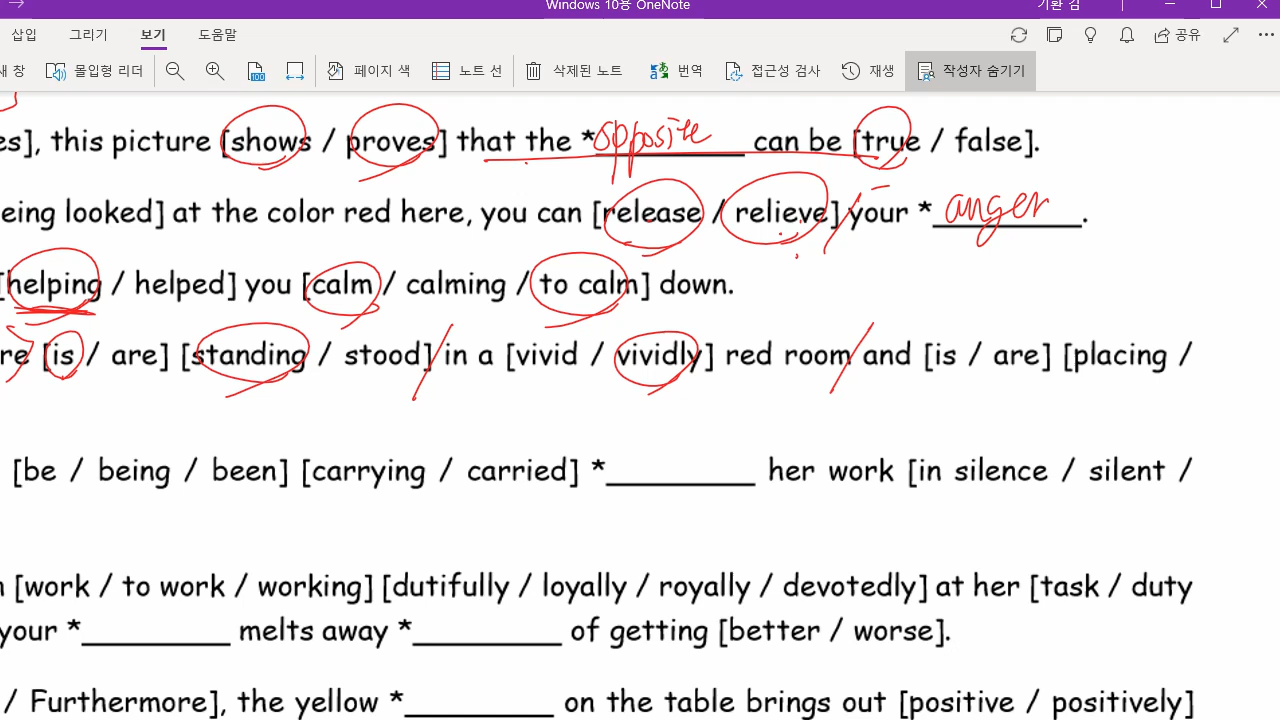 Windows 10용 OneNote
기환 김
삽입 그리기 보기 도움말 공유
새 창 몰입형 리더 페이지 색 노트 선 삭제된 노트 번역 접근성 검사 재생 작성자 숨기기
es], this picture [shows / proves] that the *opposite can be [true / false].
eing looked] at the color red here, you can [release / relieve] your *anger.
[helping / helped] you [calm / calming / to calm] down.
re [is / are] [standing / stood] in a [vivid / vividly] red room and [is / are] [placing /
[be / being / been] [carrying / carried] *__________ her work [in silence / silent /
[work / to work / working] [dutifully / loyally / royally / devotedly] at her [task / duty
your *__________ melts away *__________ of getting [better / worse].
/ Furthermore], the yellow *__________ on the table brings out [positive / positively]